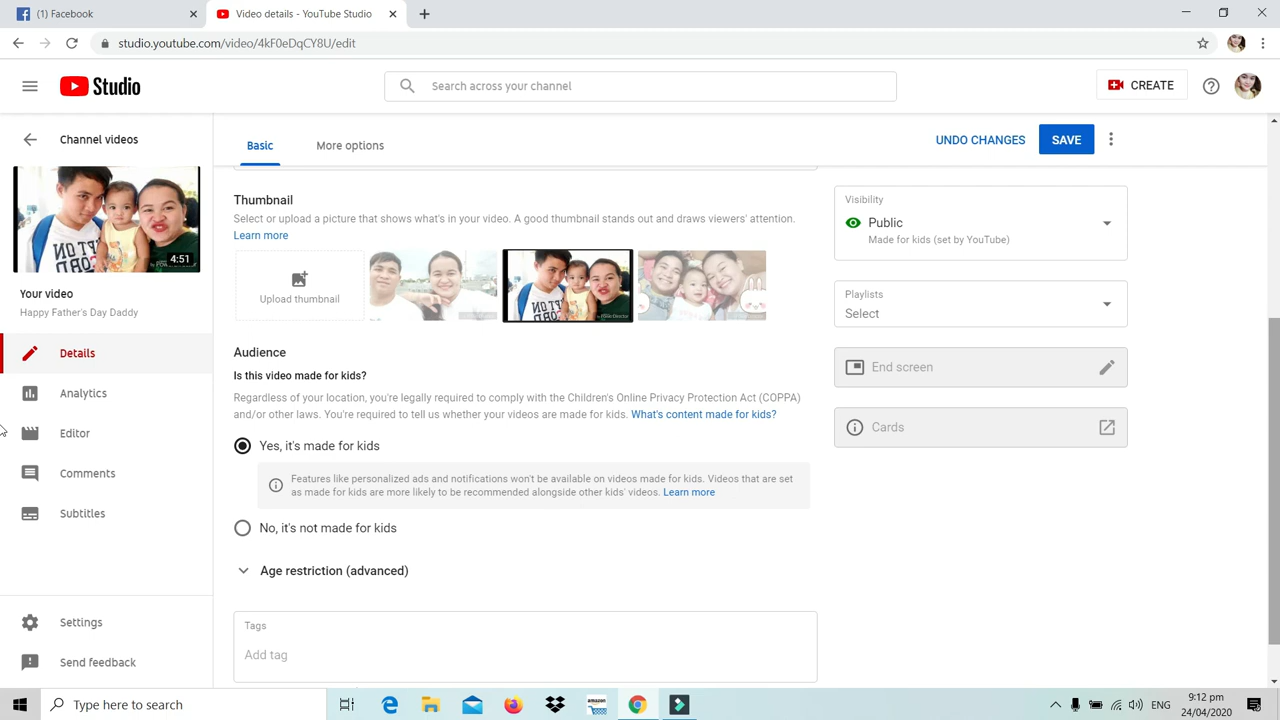 (1) Facebook
Video details - YouTube Studio
studio.youtube.com/video/4kF0eDqCY8U/edit
Studio
Search across your channel
CREATE
Channel videos
Basic
More options
UNDO CHANGES
SAVE
4:51
Your video
Happy Father's Day Daddy
Details
Analytics
Editor
Comments
Subtitles
Settings
Send feedback
Thumbnail
Select or upload a picture that shows what's in your video. A good thumbnail stands out and draws viewers' attention.
Learn more
Upload thumbnail
Audience
Is this video made for kids?
Regardless of your location, you're legally required to comply with the Children's Online Privacy Protection Act (COPPA)
and/or other laws. You're required to tell us whether your videos are made for kids. What's content made for kids?
Yes, it's made for kids
Features like personalized ads and notifications won't be available on videos made for kids. Videos that are set
as made for kids are more likely to be recommended alongside other kids' videos. Learn more
No, it's not made for kids
Age restriction (advanced)
Tags
Add tag
Visibility
Public
Made for kids (set by YouTube)
Playlists
Select
End screen
Cards
Type here to search
amazon
ENG
9:12 pm
24/04/2020